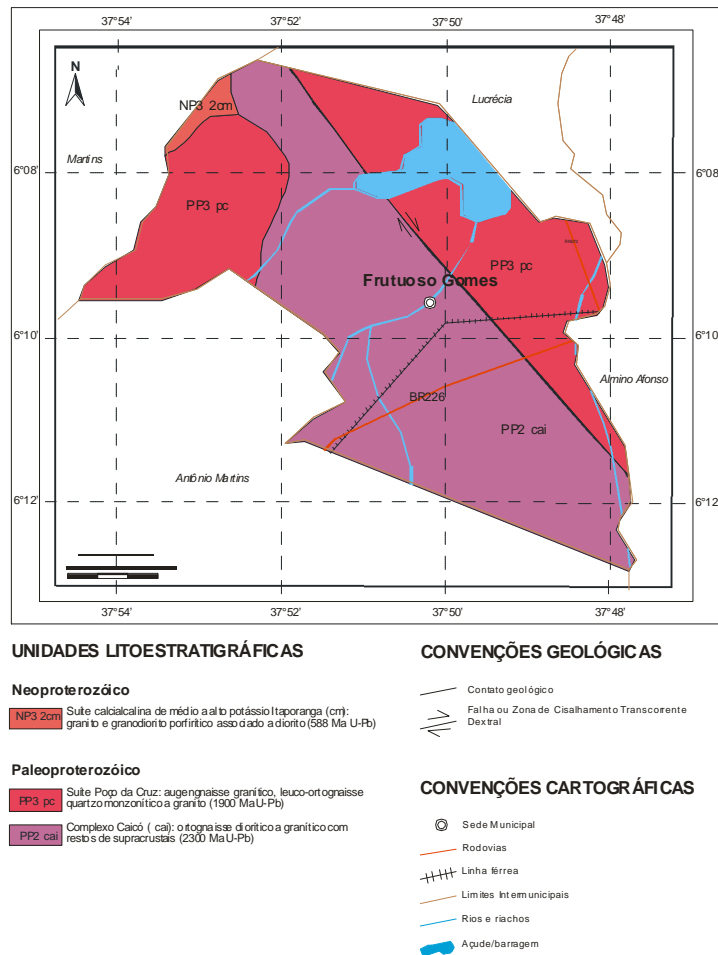 37°54' 37°52' 37°50' 37°48'
N
NP3 2cm
Lucrécia
Martins
6°08' 6°08'
PP3 pc
PP3 pc
Frutuoso Gomes
6°10' 6°10'
Almino Afonso
BR226
PP2 cai
Antônio Martins
6°12' 6°12'
37°54' 37°52' 37°50' 37°48'
UNIDADES LITOESTRATIGRÁFICAS
Neoproterozóico
NP3 2cm Suíte calcialcalina de médio a alto potássio Itaporanga (cm):
granito e granodiorito porfirítico associado a diorito (588 Ma U-Pb)
Paleoproterozóico
PP3 pc Suíte Poço da Cruz: augengnaisse granítico, leuco-ortognaisse
quartzo monzonítico a granito (1900 Ma U-Pb)
PP2 cai Complexo Caicó ( cai): ortognaisse diorítico a granítico com
restos de supracrustais (2300 Ma U-Pb)
CONVENÇÕES GEOLÓGICAS
Contato geológico
Falha ou Zona de Cisalhamento Transcorrente
Dextral
CONVENÇÕES CARTOGRÁFICAS
Sede Municipal
Rodovias
Linha férrea
Limites Intermunicipais
Rios e riachos
Açude/barragem